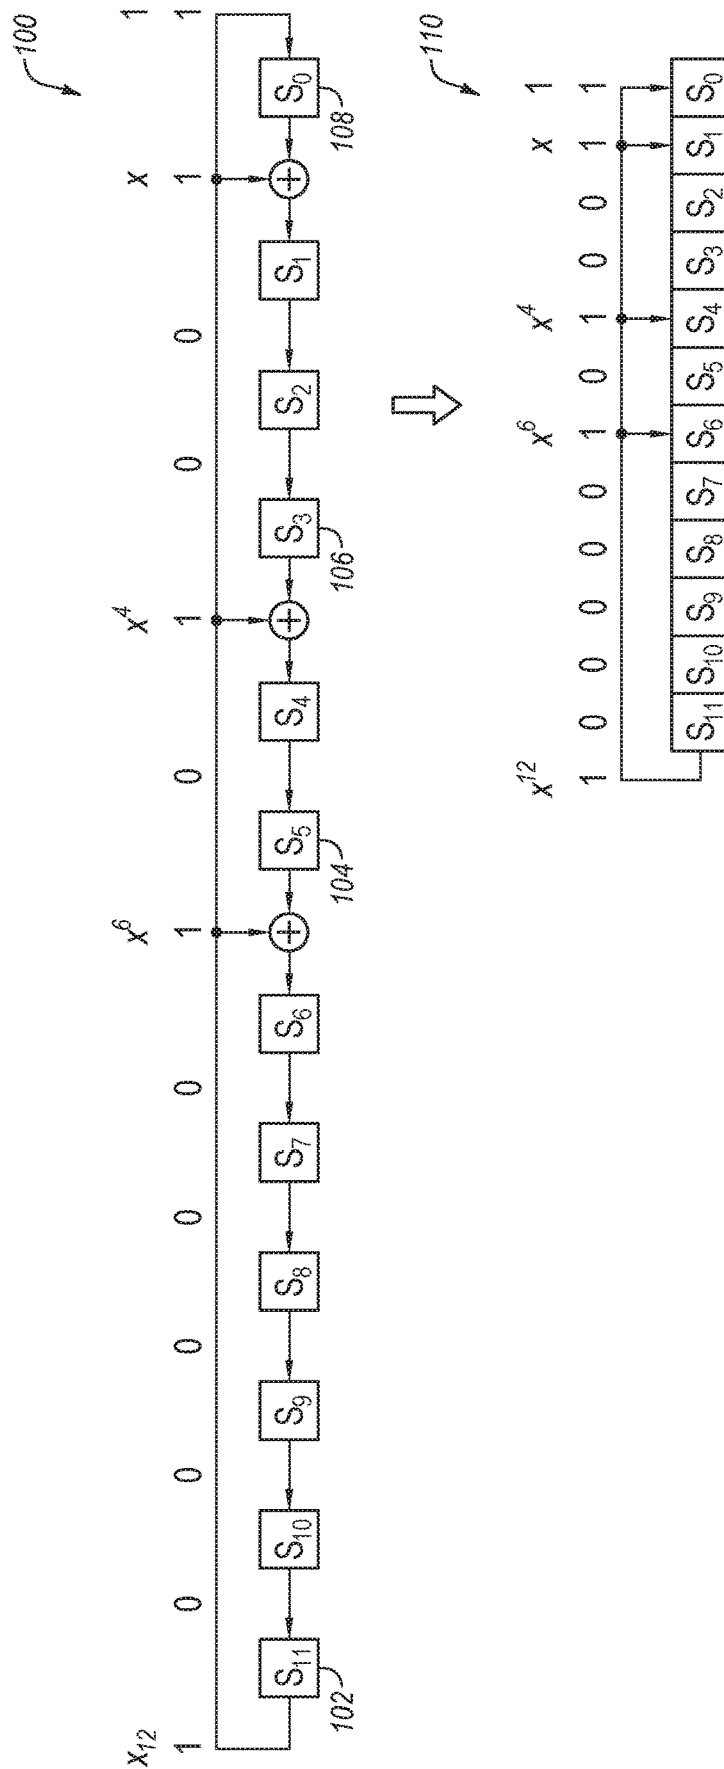 100
x₁₂ x⁶ x⁴ x 1
1 0 0 0 0 0 1 0 1 0 0 1 1
S₁₁ S₁₀ S₉ S₈ S₇ S₆ + S₅ S₄ + S₃ S₂ S₁ + S₀
102 104 106 108
110
x¹² x⁶ x⁴ x 1
1 0 0 0 0 0 1 0 1 0 0 1 1
S₁₁ S₁₀ S₉ S₈ S₇ S₆ S₅ S₄ S₃ S₂ S₁ S₀